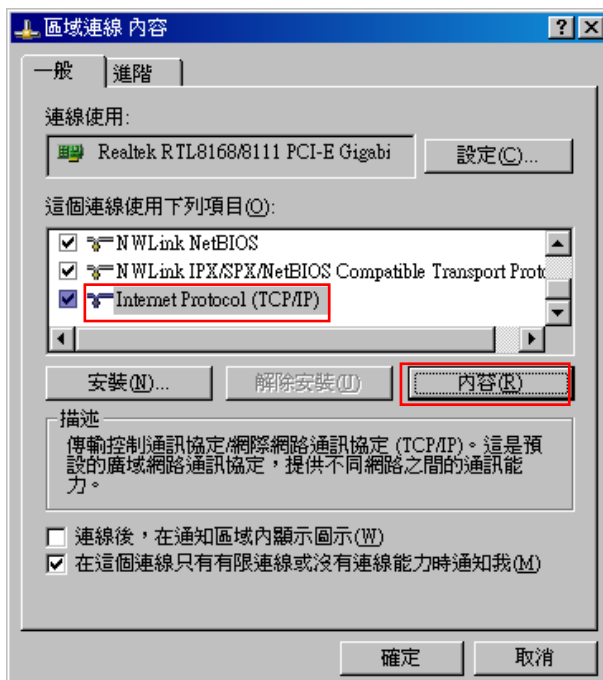 區域連線 內容
一般
進階
連線使用:
Realtek RTL8168/8111 PCI-E Gigabi
設定(C)...
這個連線使用下列項目(O):
NWLink NetBIOS
NWLink IPX/SPX/NetBIOS Compatible Transport Proto
Internet Protocol (TCP/IP)
安裝(N)...
解除安裝(U)
內容(R)
描述
傳輸控制通訊協定/網際網路通訊協定 (TCP/IP)。這是預
設的廣域網路通訊協定,提供不同網路之間的通訊能
力。
連線後,在通知區域內顯示圖示(W)
在這個連線只有有限連線或沒有連線能力時通知我(M)
確定
取消